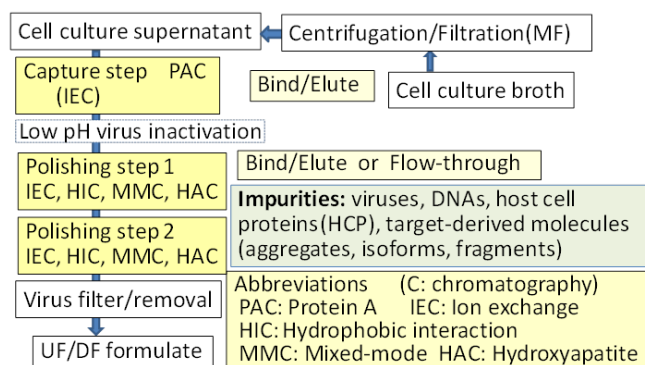 Cell culture supernatant
Centrifugation/Filtration(MF)
Capture step PAC
(IEC)
Bind/Elute
Cell culture broth
Low pH virus inactivation
Polishing step 1
IEC, HIC, MMC, HAC
Bind/Elute or Flow-through
Impurities: viruses, DNAs, host cell
proteins(HCP), target-derived molecules
(aggregates, isoforms, fragments)
Polishing step 2
IEC, HIC, MMC, HAC
Virus filter/removal
UF/DF formulate
Abbreviations (C: chromatography)
PAC: Protein A IEC: Ion exchange
HIC: Hydrophobic interaction
MMC: Mixed-mode HAC: Hydroxyapatite